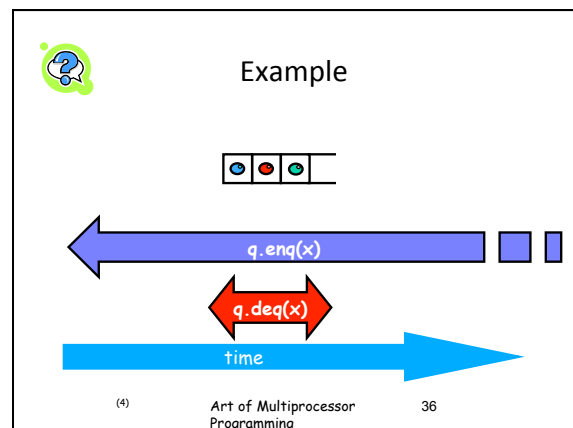 Example
q.enq(x)
q.deq(x)
time
(4)
Art of Multiprocessor
Programming
36